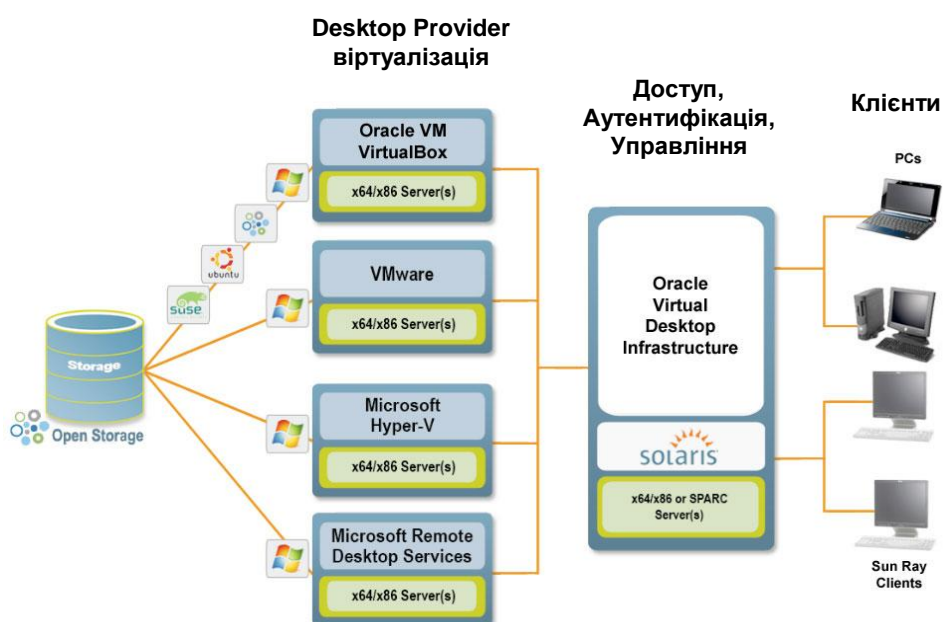 Desktop Provider
віртуалізація
Доступ,
Аутентифікація,
Управління
Клієнти
Oracle VM
VirtualBox
x64/x86 Server(s)
VMware
x64/x86 Server(s)
Microsoft
Hyper-V
x64/x86 Server(s)
Microsoft Remote
Desktop Services
x64/x86 Server(s)
ubuntu
suse
Storage
Open Storage
Oracle
Virtual
Desktop
Infrastructure
solaris
x64/x86 or SPARC
Server(s)
PCs
Sun Ray
Clients